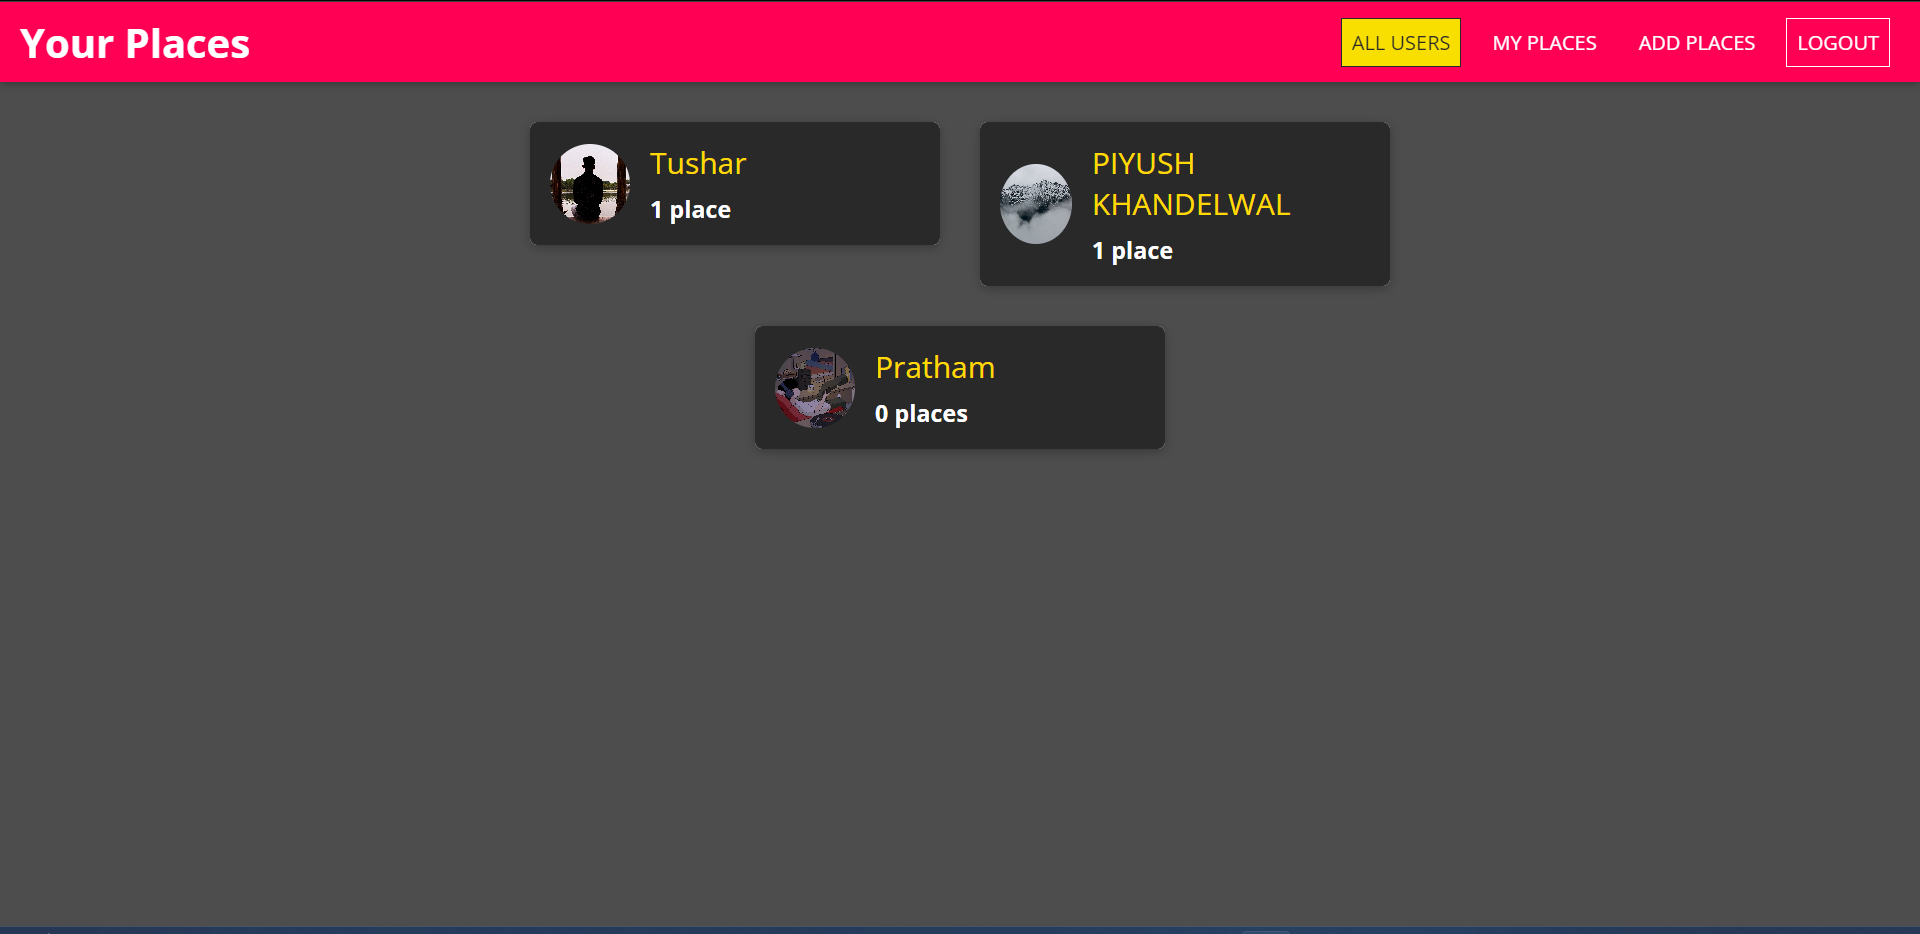 Your Places
ALL USERS
MY PLACES
ADD PLACES
LOGOUT
Tushar
1 place
PIYUSH
KHANDELWAL
1 place
Pratham
0 places